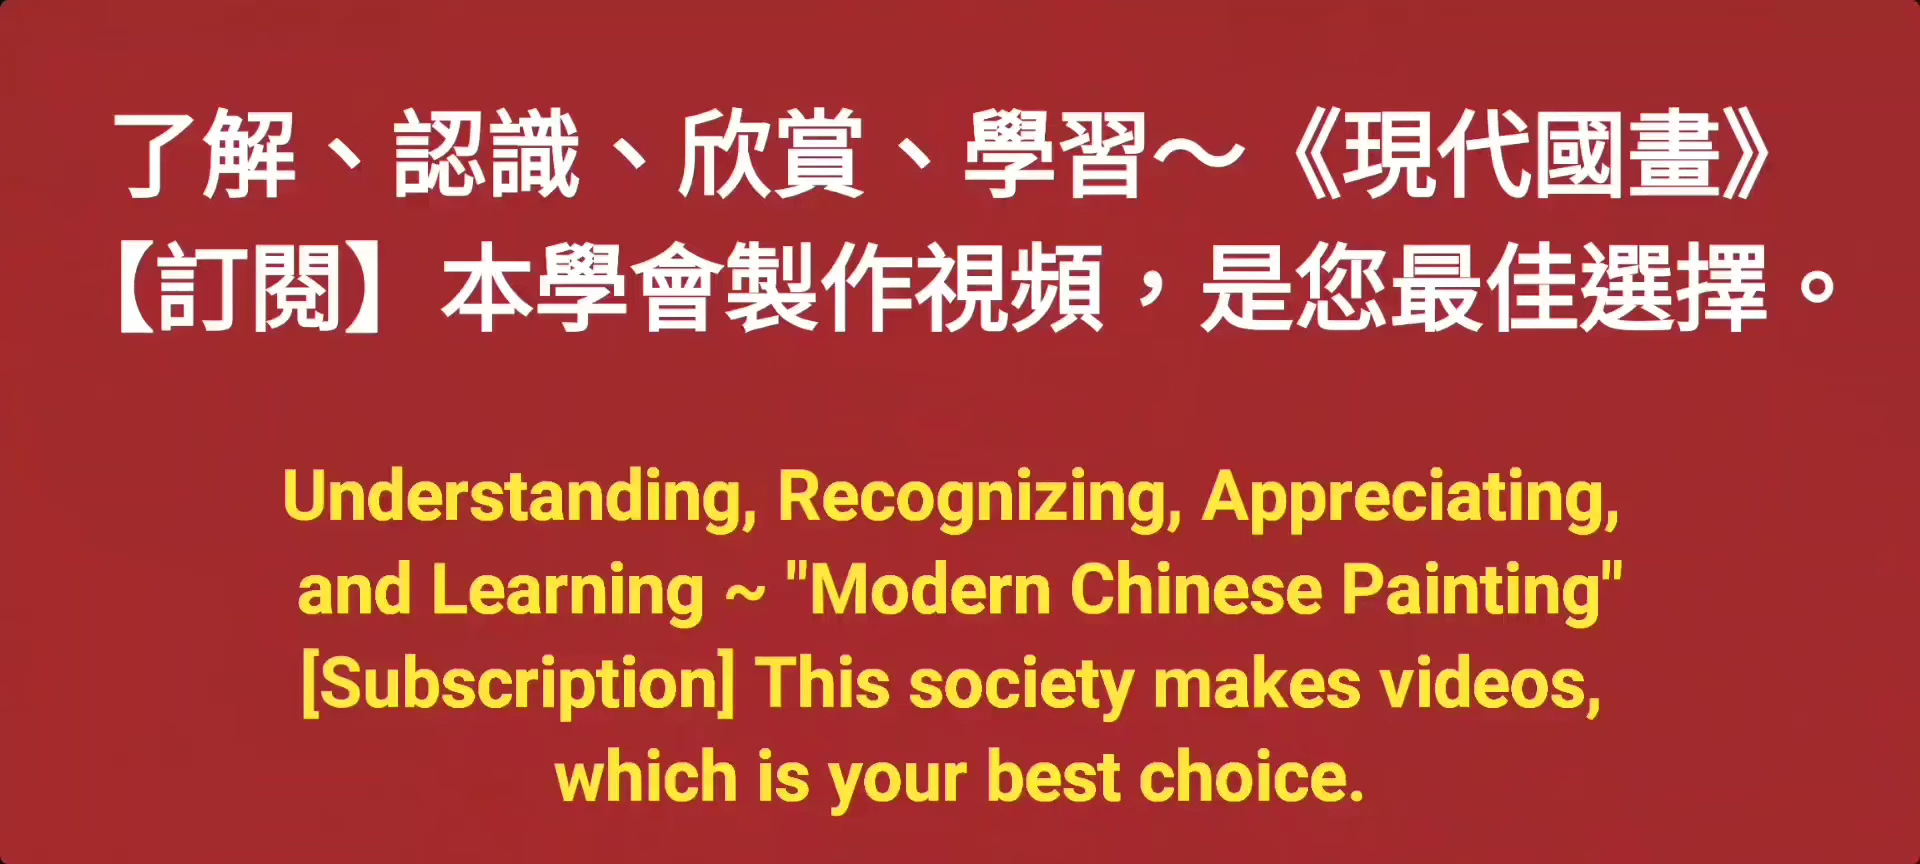 了解、認識、欣賞、學習～《現代國畫》
【訂閱】本學會製作視頻，是您最佳選擇。
Understanding, Recognizing, Appreciating,
and Learning ~ "Modern Chinese Painting"
[Subscription] This society makes videos,
which is your best choice.